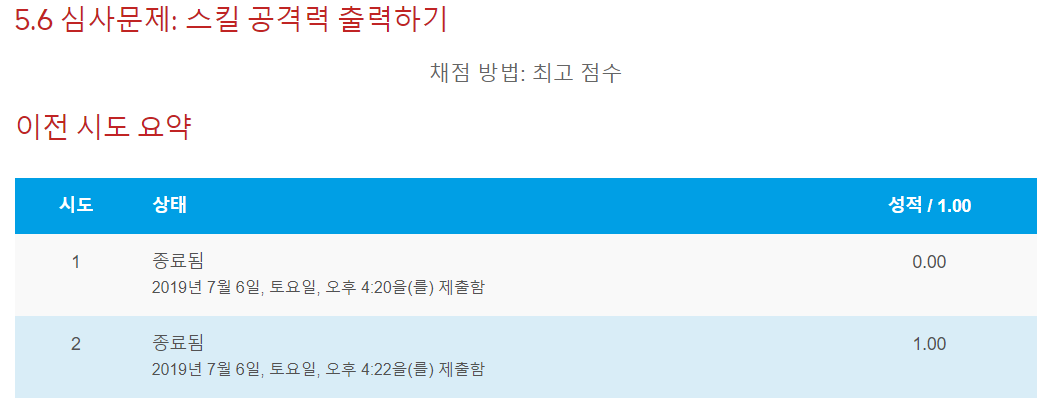 5.6 심사문제: 스킬 공격력 출력하기
채점 방법: 최고 점수
이전 시도 요약
시도 상태 성적 / 1.00
1 종료됨 0.00
2019년 7월 6일, 토요일, 오후 4:20을(를) 제출함
2 종료됨 1.00
2019년 7월 6일, 토요일, 오후 4:22을(를) 제출함